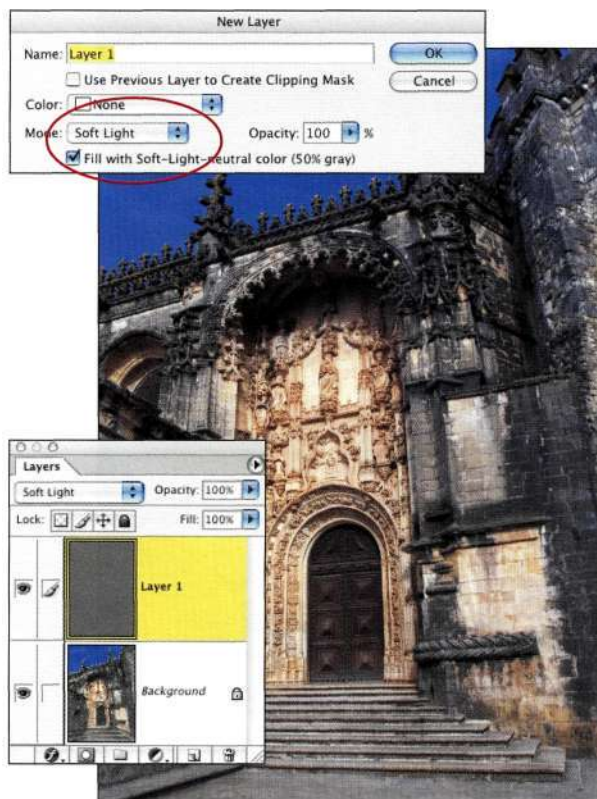 New Layer
Name: Layer 1
OK
Use Previous Layer to Create Clipping Mask
Cancel
Color: None
Mode: Soft Light Opacity: 100 %
Fill with Soft-Light-neutral color (50% gray)
Layers
Soft Light Opacity: 100%
Lock: Fill: 100%
Layer 1
Background